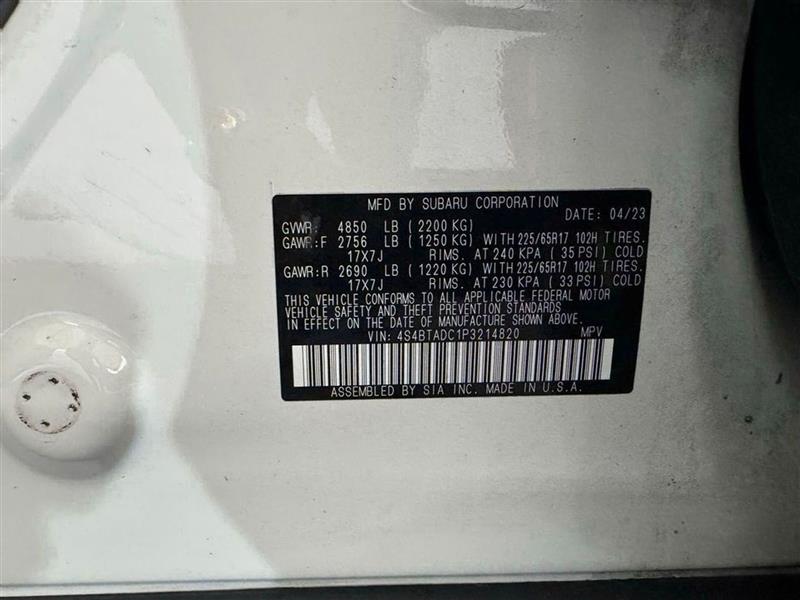 MFD BY SUBARU CORPORATION
DATE: 04/23
GVWR: 4850 LB (2200 KG)
GAWR:F 2756 LB (1250 KG) WITH 225/65R17 102H TIRES.
17X7J RIMS. AT 240 KPA (35 PSI) COLD
GAWR:R 2690 LB (1220 KG) WITH 225/65R17 102H TIRES.
17X7J RIMS. AT 230 KPA (33 PSI) COLD
THIS VEHICLE CONFORMS TO ALL APPLICABLE FEDERAL MOTOR
VEHICLE SAFETY AND THEFT PREVENTION STANDARDS
IN EFFECT ON THE DATE OF MANUFACTURE SHOWN ABOVE.
VIN: 4S4BTADC1P3214820 MPV
ASSEMBLED BY SIA INC. MADE IN U.S.A.